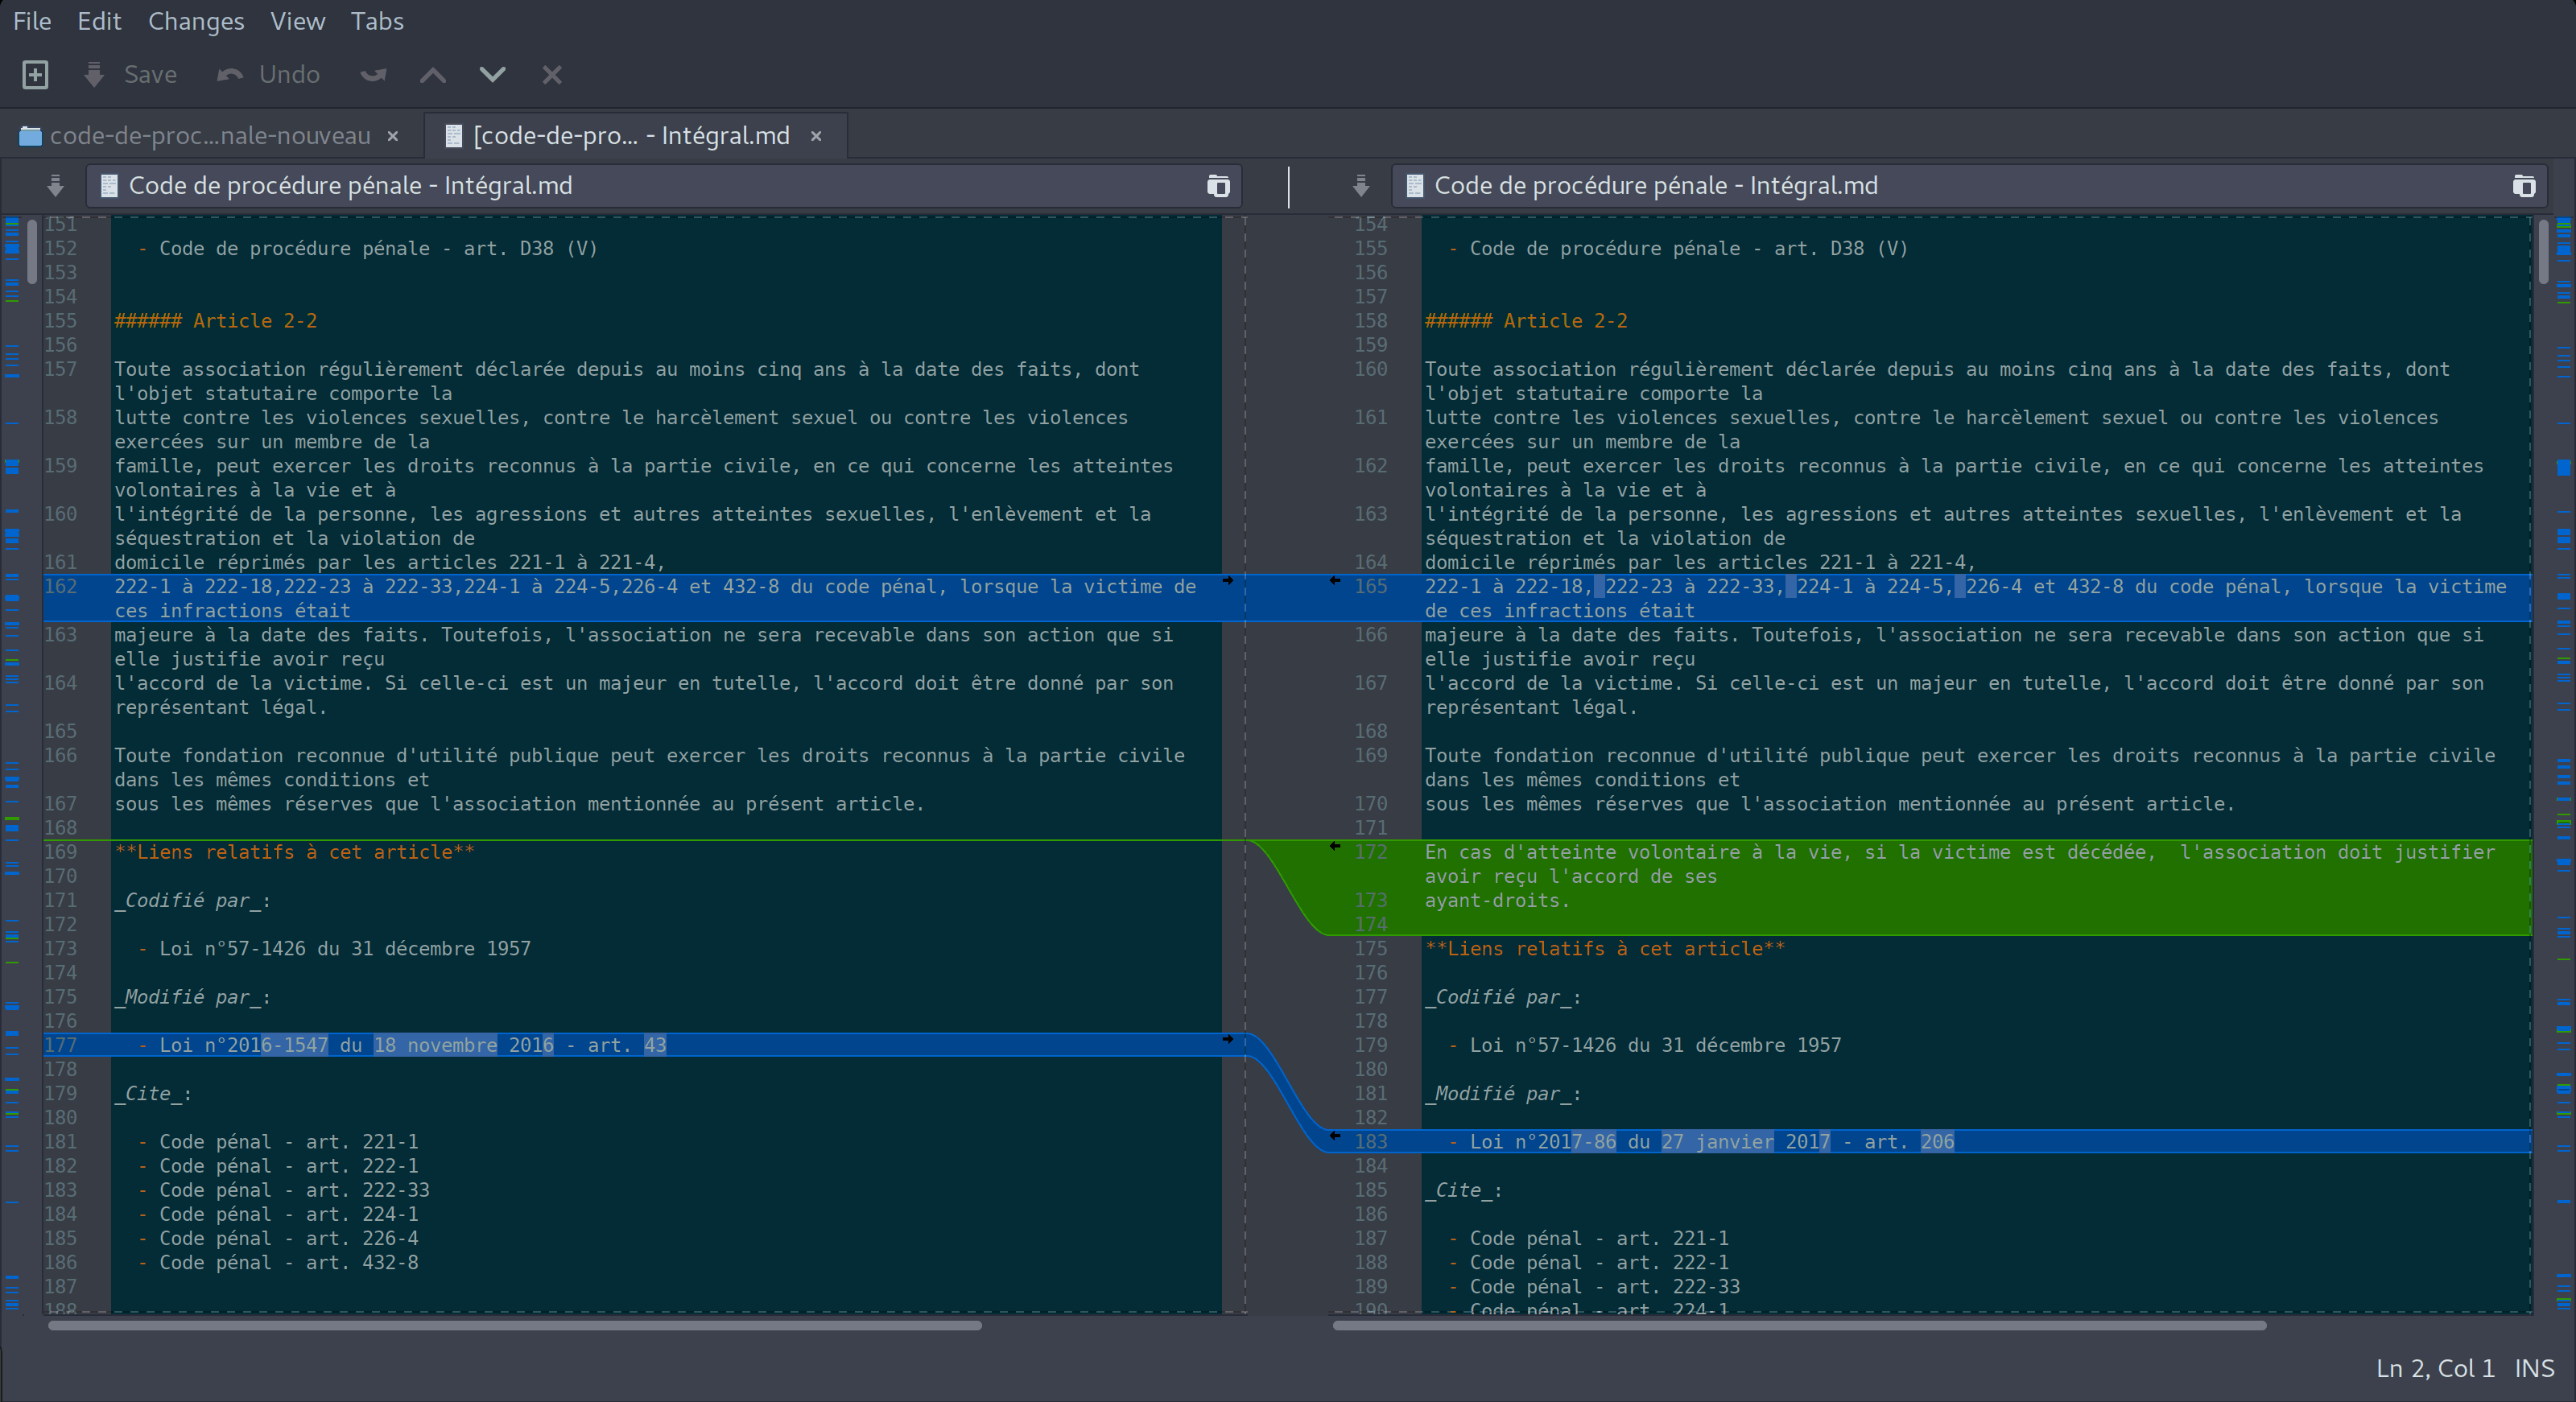 File Edit Changes View Tabs
Save Undo
code-de-proc...nale-nouveau
[code-de-pro... - Intégral.md
Code de procédure pénale - Intégral.md
151
152 - Code de procédure pénale - art. D38 (V)
153
154
155 ###### Article 2-2
156
157 Toute association régulièrement déclarée depuis au moins cinq ans à la date des faits, dont
l'objet statutaire comporte la
158 lutte contre les violences sexuelles, contre le harcèlement sexuel ou contre les violences
exercées sur un membre de la
159 famille, peut exercer les droits reconnus à la partie civile, en ce qui concerne les atteintes
volontaires à la vie et à
160 l'intégrité de la personne, les agressions et autres atteintes sexuelles, l'enlèvement et la
séquestration et la violation de
161 domicile réprimés par les articles 221-1 à 221-4,
162 222-1 à 222-18,222-23 à 222-33,224-1 à 224-5,226-4 et 432-8 du code pénal, lorsque la victime de
ces infractions était
163 majeure à la date des faits. Toutefois, l'association ne sera recevable dans son action que si
elle justifie avoir reçu
164 l'accord de la victime. Si celle-ci est un majeur en tutelle, l'accord doit être donné par son
représentant légal.
165
166 Toute fondation reconnue d'utilité publique peut exercer les droits reconnus à la partie civile
dans les mêmes conditions et
167 sous les mêmes réserves que l'association mentionnée au présent article.
168
169 **Liens relatifs à cet article**
170
171 _Codifié par_:
172
173 - Loi n°57-1426 du 31 décembre 1957
174
175 _Modifié par_:
176
177 - Loi n°2016-1547 du 18 novembre 2016 - art. 43
178
179 _Cite_:
180
181 - Code pénal - art. 221-1
182 - Code pénal - art. 222-1
183 - Code pénal - art. 222-33
184 - Code pénal - art. 224-1
185 - Code pénal - art. 226-4
186 - Code pénal - art. 432-8
187
188
Code de procédure pénale - Intégral.md
154
155 - Code de procédure pénale - art. D38 (V)
156
157
158 ###### Article 2-2
159
160 Toute association régulièrement déclarée depuis au moins cinq ans à la date des faits, dont
l'objet statutaire comporte la
161 lutte contre les violences sexuelles, contre le harcèlement sexuel ou contre les violences
exercées sur un membre de la
162 famille, peut exercer les droits reconnus à la partie civile, en ce qui concerne les atteintes
volontaires à la vie et à
163 l'intégrité de la personne, les agressions et autres atteintes sexuelles, l'enlèvement et la
séquestration et la violation de
164 domicile réprimés par les articles 221-1 à 221-4,
165 222-1 à 222-18, 222-23 à 222-33, 224-1 à 224-5, 226-4 et 432-8 du code pénal, lorsque la victime
de ces infractions était
166 majeure à la date des faits. Toutefois, l'association ne sera recevable dans son action que si
elle justifie avoir reçu
167 l'accord de la victime. Si celle-ci est un majeur en tutelle, l'accord doit être donné par son
représentant légal.
168
169 Toute fondation reconnue d'utilité publique peut exercer les droits reconnus à la partie civile
dans les mêmes conditions et
170 sous les mêmes réserves que l'association mentionnée au présent article.
171
172 En cas d'atteinte volontaire à la vie, si la victime est décédée,  l'association doit justifier
avoir reçu l'accord de ses
173 ayant-droits.
174
175 **Liens relatifs à cet article**
176
177 _Codifié par_:
178
179 - Loi n°57-1426 du 31 décembre 1957
180
181 _Modifié par_:
182
183 - Loi n°2017-86 du 27 janvier 2017 - art. 206
184
185 _Cite_:
186
187 - Code pénal - art. 221-1
188 - Code pénal - art. 222-1
189 - Code pénal - art. 222-33
190 - Code pénal - art. 224-1
Ln 2, Col 1 INS